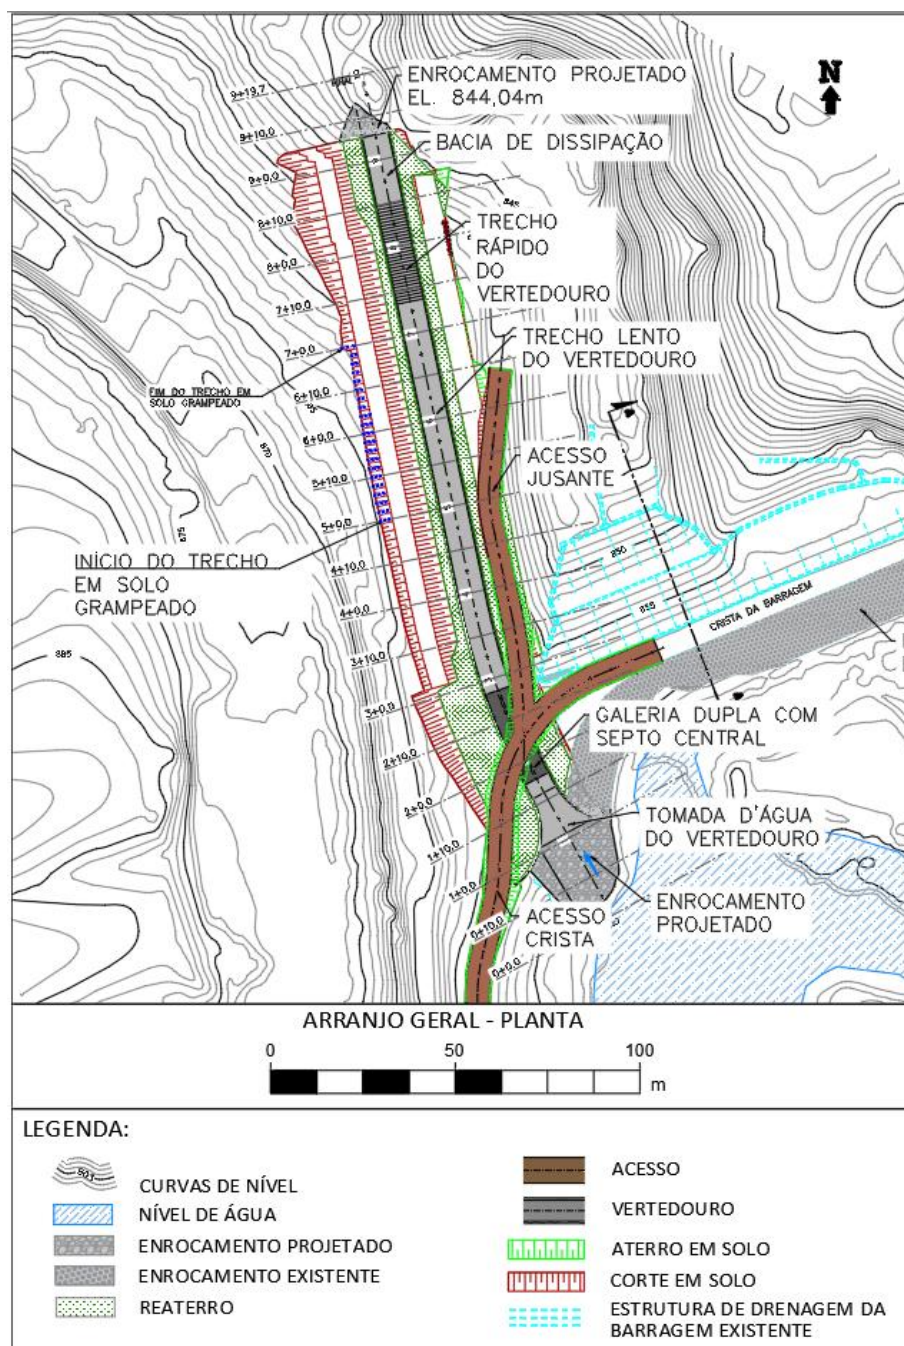 N
ENROCAMENTO PROJETADO
EL. 844,04m
BACIA DE DISSIPAÇÃO
TRECHO
RÁPIDO
DO
VERTEDOURO
TRECHO LENTO
DO VERTEDOURO
9+19,7
9+10,0
9+0,0
8+10,0
8+0,0
7+10,0
7+0,0
6+10,0
6+0,0
5+10,0
5+0,0
4+10,0
4+0,0
3+10,0
3+0,0
2+10,0
2+0,0
1+10,0
1+0,0
0+10,0
0+0,0
FIM DO TRECHO EM
SOLO GRAMPEADO
870
875
885
ACESSO
JUSANTE
INÍCIO DO TRECHO
EM SOLO
GRAMPEADO
850
855
CRISTA DA BARRAGEM
GALERIA DUPLA COM
SEPTO CENTRAL
TOMADA D'ÁGUA
DO VERTEDOURO
ENROCAMENTO
PROJETADO
ACESSO
CRISTA
ARRANJO GERAL - PLANTA
0 50 100
m
LEGENDA:
503
CURVAS DE NÍVEL
NÍVEL DE ÁGUA
ENROCAMENTO PROJETADO
ENROCAMENTO EXISTENTE
REATERRO
ACESSO
VERTEDOURO
ATERRO EM SOLO
CORTE EM SOLO
ESTRUTURA DE DRENAGEM DA
BARRAGEM EXISTENTE